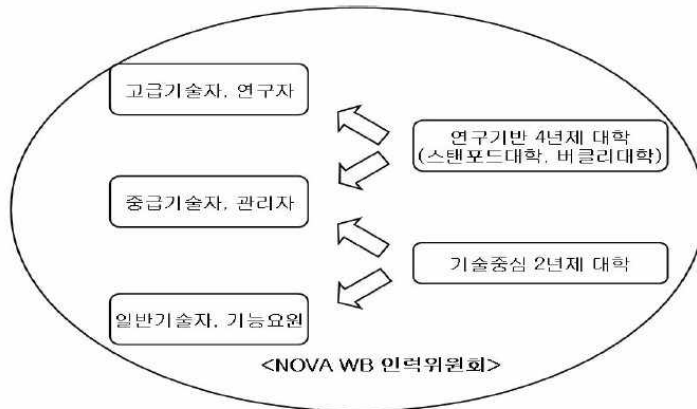 고급기술자, 연구자
연구기반 4년제 대학
(스탠포드대학, 버클리대학)
중급기술자, 관리자
기술중심 2년제 대학
일반기술자, 기능요원
<NOVA WB 인력위원회>